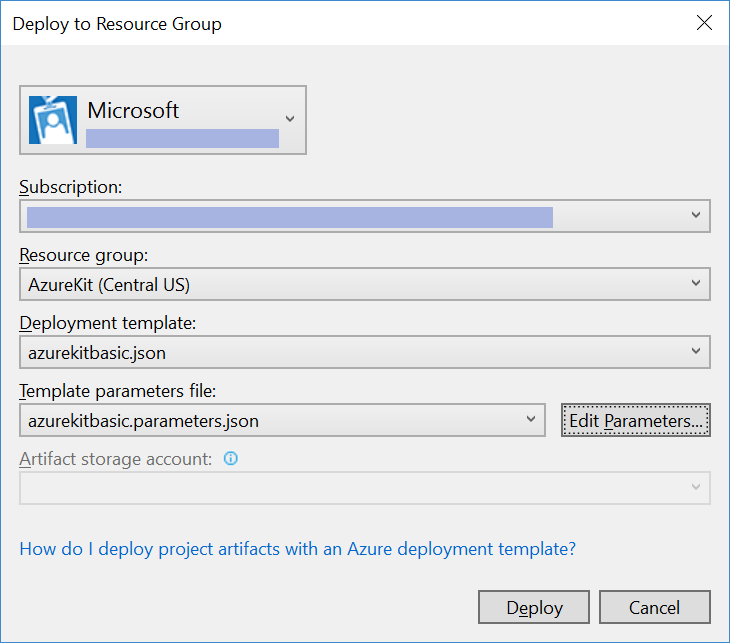 Deploy to Resource Group
Microsoft
Subscription:
Resource group:
AzureKit (Central US)
Deployment template:
azurekitbasic.json
Template parameters file:
azurekitbasic.parameters.json
Edit Parameters...
Artifact storage account:
How do I deploy project artifacts with an Azure deployment template?
Deploy
Cancel